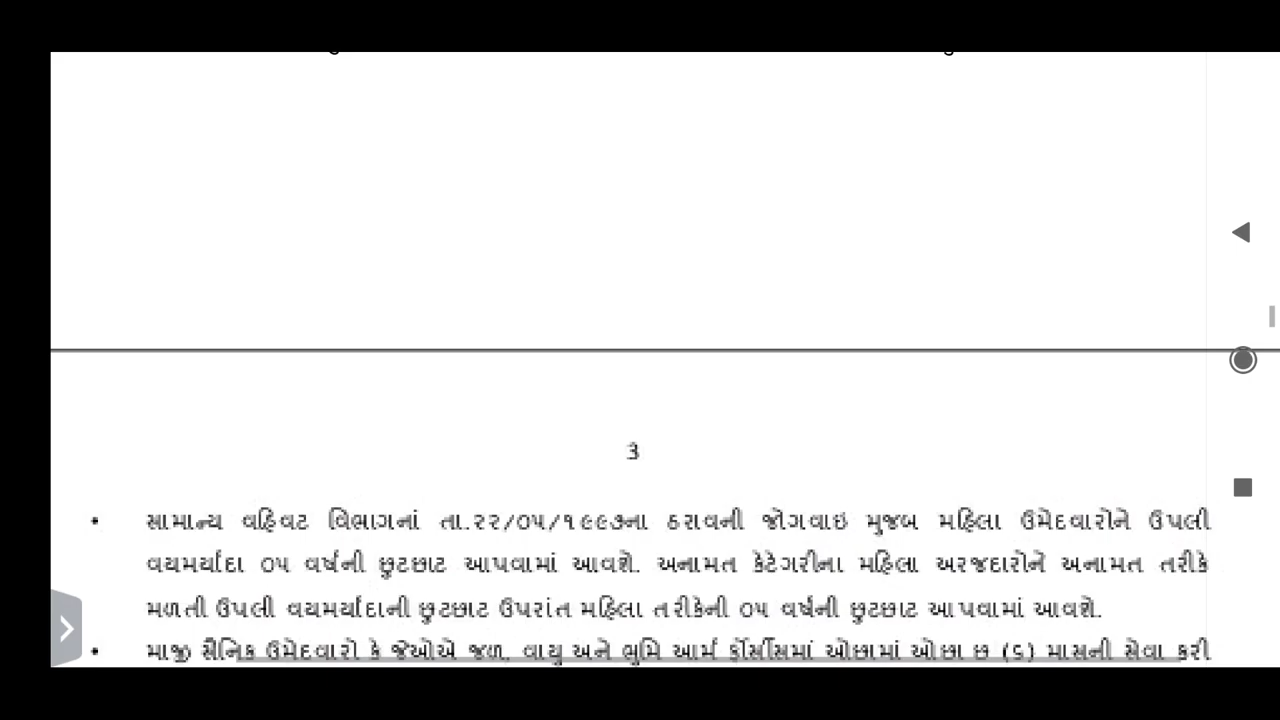 3
• સામાન્ય વહિવટ વિભાગનાં તા.૨૨/૦૫/૧૯૯૭ના ઠરાવની જોગવાઇ મુજબ મહિલા ઉમેદવારોને ઉપલી
વયમર્યાદા ૦૫ વર્ષની છુટછાટ આપવામાં આવશે. અનામત કેટેગરીના મહિલા અરજદારોને અનામત તરીકે
મળતી ઉપલી વયમર્યાદાની છુટછાટ ઉપરાંત મહિલા તરીકેની ૦૫ વર્ષની છુટછાટ આપવામાં આવશે.
• માજી સૈનિક ઉમેદવારો કે જેઓએ જળ, વાયુ અને ભુમિ આર્મ ફોર્સીસમાં ઓછામાં ઓછા છ (૬) માસની સેવા કરી